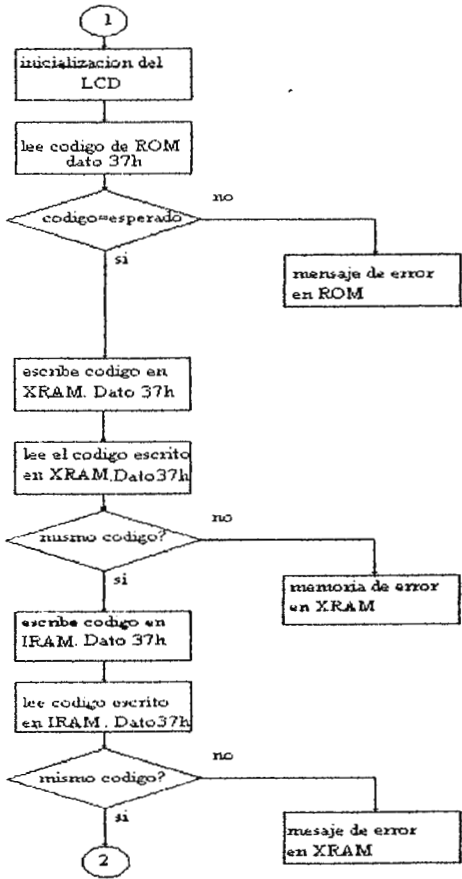 1
inicializacion del
LCD
lee codigo de ROM
dato 37h
no
codigo=esperado
si
mensaje de error
en ROM
escribe codigo en
XRAM. Dato 37h
lee el codigo escrito
en XRAM.Dato37h
no
mismo codigo?
si
memoria de error
en XRAM
escribe codigo en
IRAM. Dato 37h
lee codigo escrito
en IRAM. Dato37h
no
mismo codigo?
si
mesaje de error
en XRAM
2